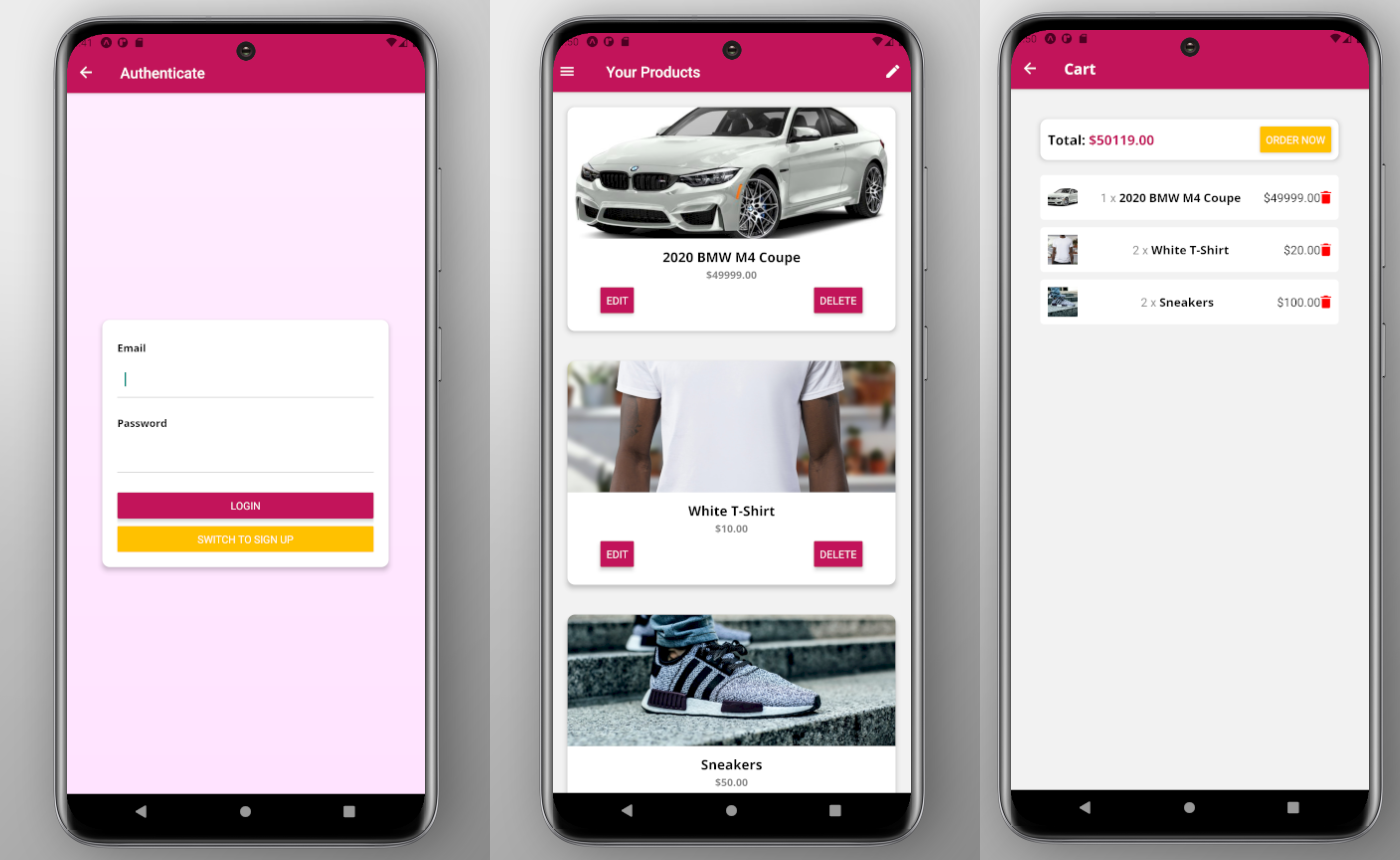 Authenticate
Email
Password
LOGIN
SWITCH TO SIGN UP
Your Products
2020 BMW M4 Coupe
$49999.00
EDIT DELETE
White T-Shirt
$10.00
EDIT DELETE
Sneakers
$50.00
Cart
Total: $50119.00 ORDER NOW
1 x 2020 BMW M4 Coupe $49999.00
2 x White T-Shirt $20.00
2 x Sneakers $100.00